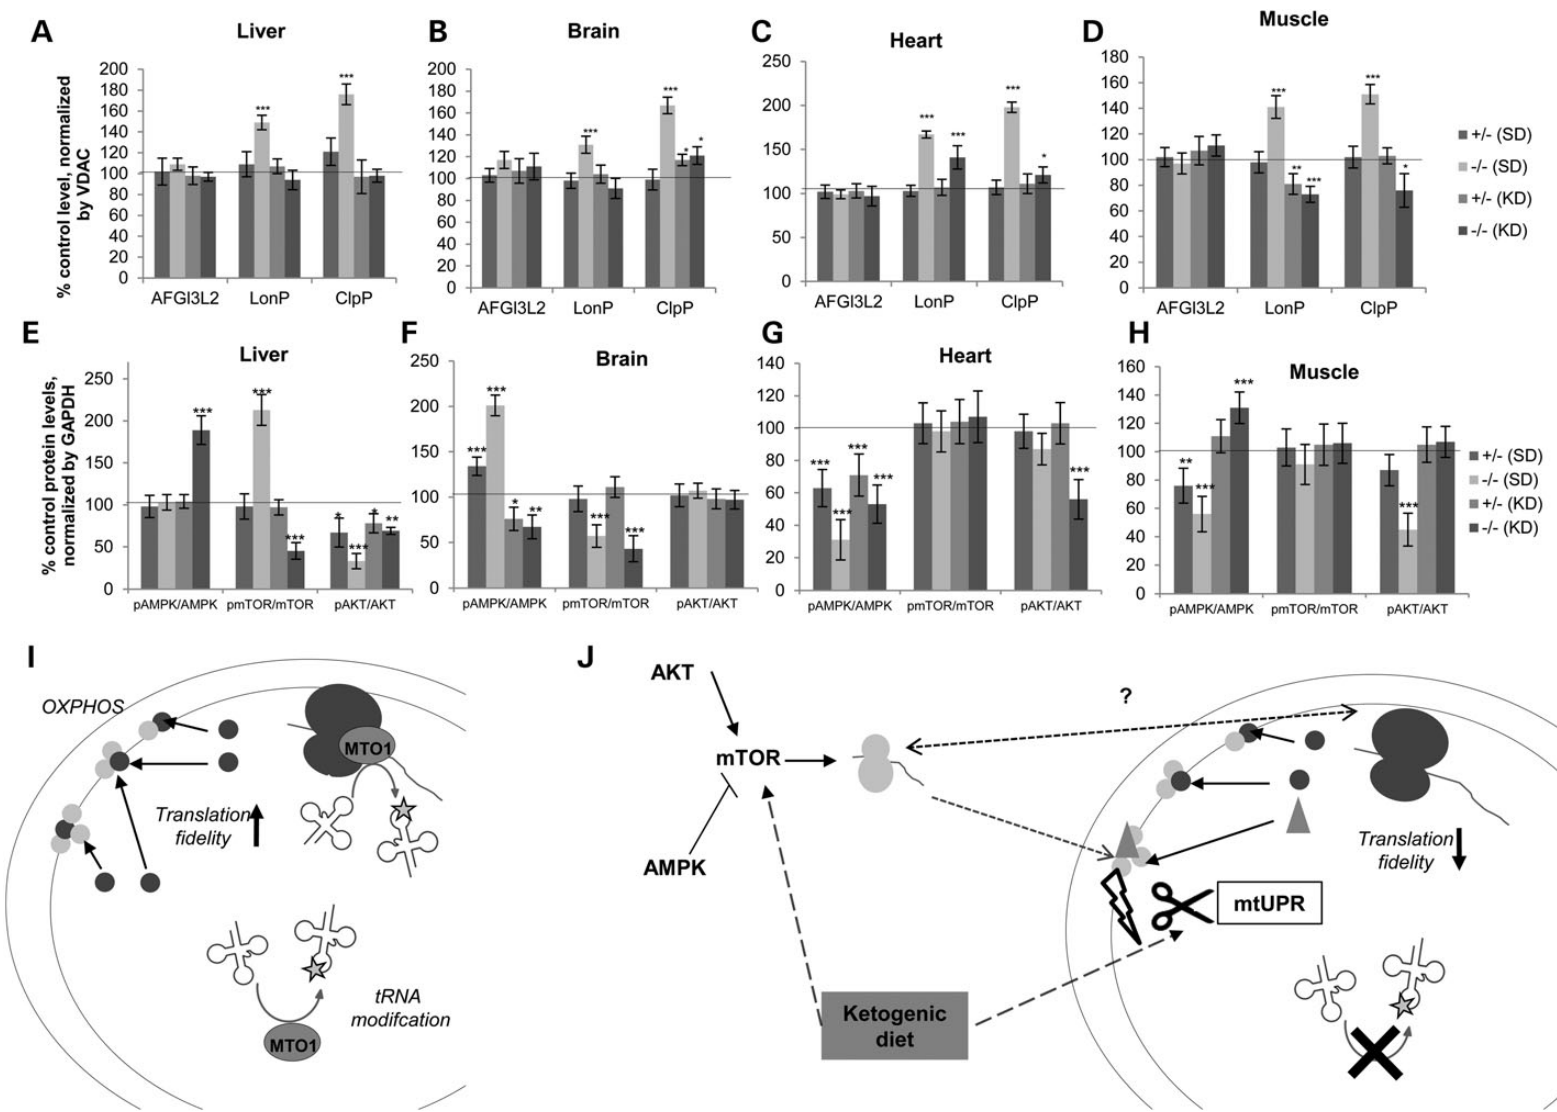 A
Liver
% control level, normalized
by VDAC
200
180
160
140
120
100
80
60
40
20
0
***
***
AFGl3L2 LonP ClpP
B
Brain
200
180
160
140
120
100
80
60
40
20
0
***
***
*
*
AFGl3L2 LonP ClpP
C
Heart
250
200
150
100
50
0
***
***
***
*
AFGl3L2 LonP ClpP
D
Muscle
180
160
140
120
100
80
60
40
20
0
***
**
***
***
*
AFGl3L2 LonP ClpP
+/- (SD)
-/- (SD)
+/- (KD)
-/- (KD)
E
Liver
% control protein levels,
normalized by GAPDH
250
200
150
100
50
0
***
***
***
*
***
*
**
pAMPK/AMPK pmTOR/mTOR pAKT/AKT
F
Brain
250
200
150
100
50
0
***
***
*
**
***
***
pAMPK/AMPK pmTOR/mTOR pAKT/AKT
G
Heart
140
120
100
80
60
40
20
0
***
***
***
***
***
pAMPK/AMPK pmTOR/mTOR pAKT/AKT
H
Muscle
160
140
120
100
80
60
40
20
0
**
***
***
***
pAMPK/AMPK pmTOR/mTOR pAKT/AKT
+/- (SD)
-/- (SD)
+/- (KD)
-/- (KD)
I
OXPHOS
MTO1
Translation
fidelity
tRNA
modifcation
MTO1
J
AKT
mTOR
AMPK
?
Translation
fidelity
mtUPR
Ketogenic
diet